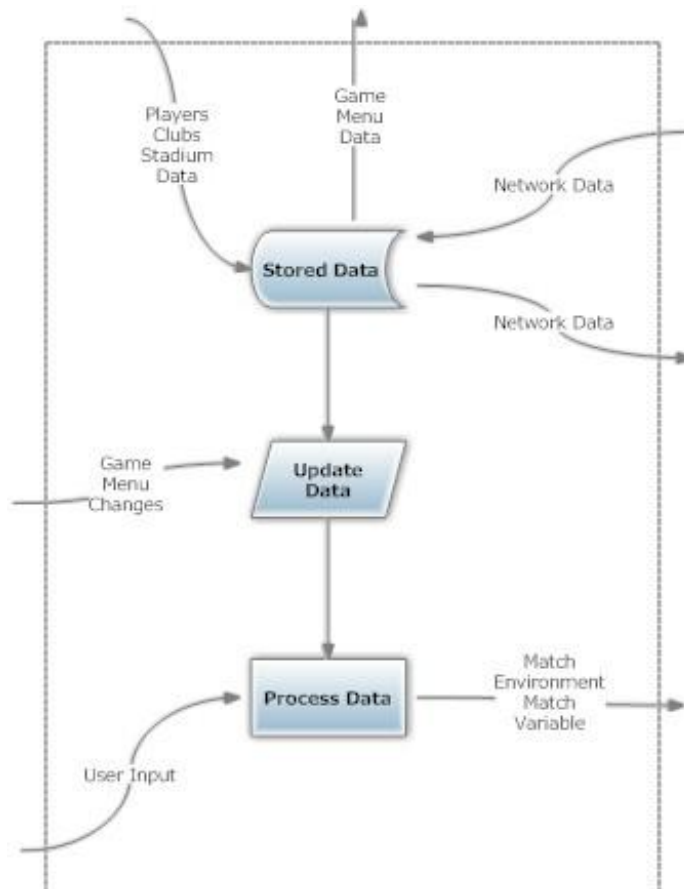 Players
Clubs
Stadium
Data
Game
Menu
Data
Network Data
Stored Data
Network Data
Game
Menu
Changes
Update
Data
Match
Environment
Match
Variable
Process Data
User Input